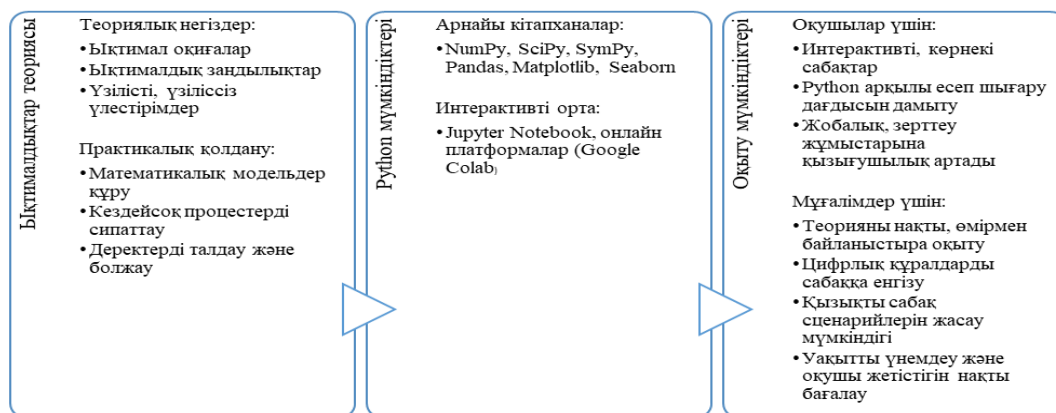 Ықтималдықтар теориясы
Теориялық негіздер:
•Ықтимал оқиғалар
•Ықтималдық заңдылықтар
•Үзілісті, үзіліссіз
үлестірімдер
Практикалық қолдану:
•Математикалық модельдер
құру
•Кездейсоқ процестерді
сипаттау
•Деректерді талдау және
болжау
Python мүмкіндіктері
Арнайы кітапханалар:
•NumPy, SciPy, SymPy,
Pandas, Matplotlib, Seaborn
Интерактивті орта:
•Jupyter Notebook, онлайн
платформалар (Google
Colab)
Оқыту мүмкіндіктері
Оқушылар үшін:
•Интерактивті, көрнекі
сабақтар
•Python арқылы есеп шығару
дағдысын дамыту
•Жобалық, зерттеу
жұмыстарына
қызығушылық артады
Мұғалімдер үшін:
•Теорияны нақты, өмірмен
байланыстыра оқыту
•Цифрлық құралдарды
сабаққа енгізу
•Қызықты сабақ
сценарийлерін жасау
мүмкіндігі
•Уақытты үнемдеу және
оқушы жетістігін нақты
бағалау